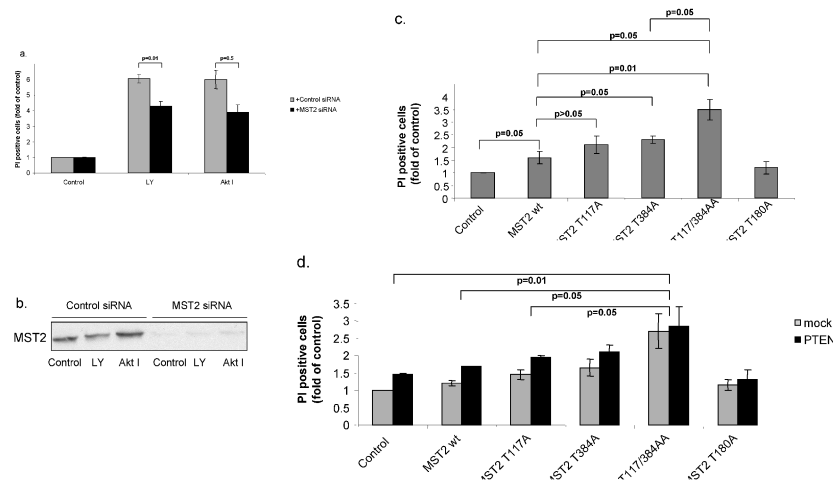 a.
PI positive cells (fold of control)
6
5
4
3
2
1
p=0.01
p=0.5
+Control siRNA
+MST2 siRNA
Control
LY
Akt I
b.
Control siRNA
MST2 siRNA
MST2
Control LY Akt I Control LY Akt I
c.
PI positive cells
(fold of control)
4
3.5
3
2.5
2
1.5
1
0.5
0
p=0.05
p=0.05
p=0.01
p=0.05
p>0.05
p=0.05
Control
MST2 wt
MST2 T117A
MST2 T384A
T117/384AA
MST2 T180A
d.
PI positive cells
(fold of control)
3.5
3
2.5
2
1.5
1
0.5
0
p=0.01
p=0.05
p=0.05
mock
PTEN
Control
MST2 wt
MST2 T117A
MST2 T384A
T117/384AA
MST2 T180A